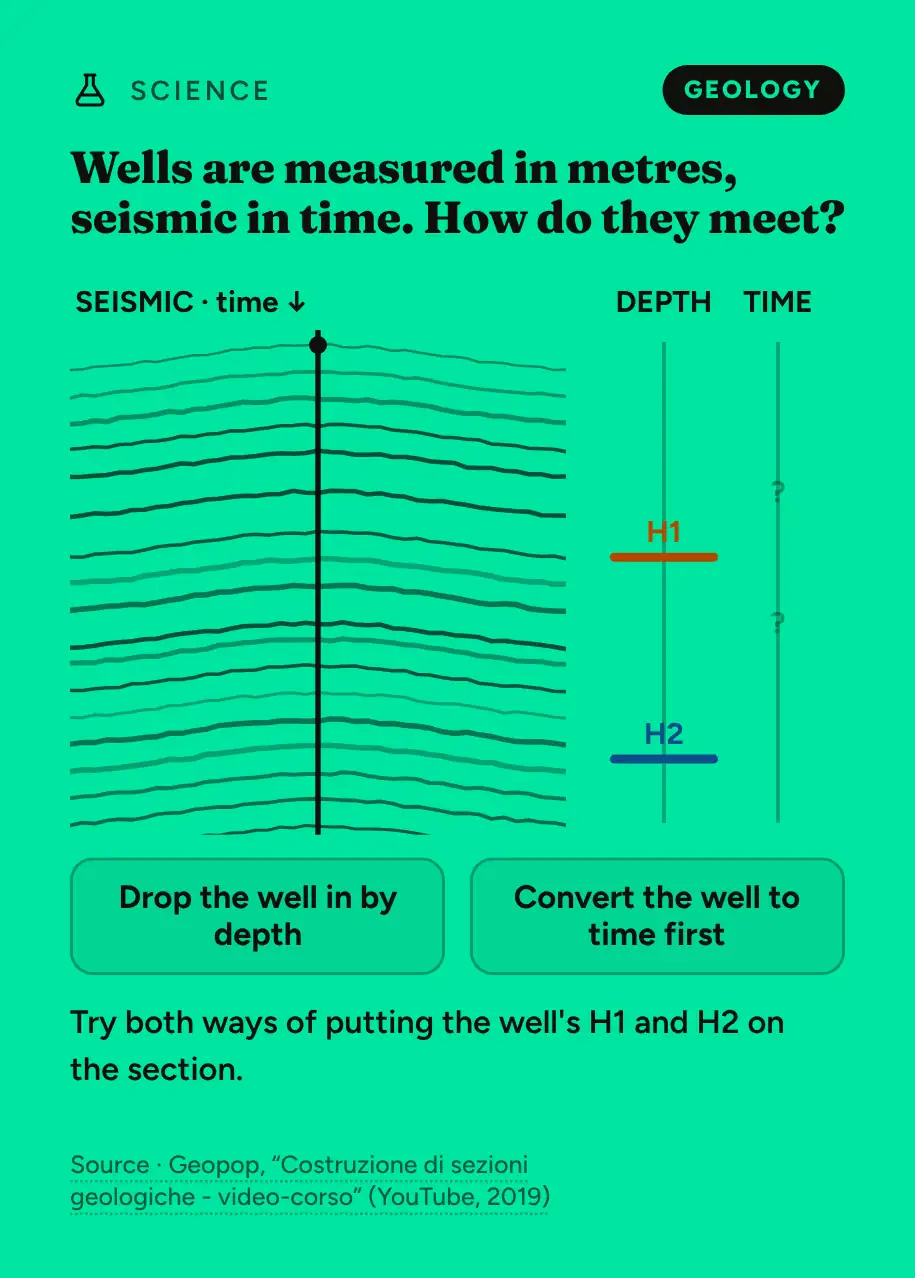 SCIENCE
GEOLOGY
Wells are measured in metres,
seismic in time. How do they meet?
SEISMIC · time ↓
DEPTH
TIME
?
H1
?
H2
Drop the well in by
depth
Convert the well to
time first
Try both ways of putting the well's H1 and H2 on
the section.
Source · Geopop, “Costruzione di sezioni
geologiche - video-corso” (YouTube, 2019)